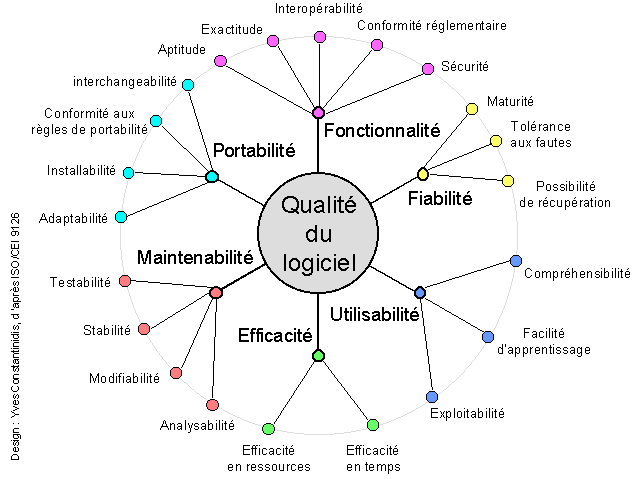 Interopérabilité
Exactitude
Conformité réglementaire
Aptitude
Sécurité
interchangeabilité
Maturité
Conformité aux
règles de portabilité
Fonctionnalité
Tolérance
aux fautes
Portabilité
Installabilité
Fiabilité
Possibilité
de récupération
Qualité
du
logiciel
Adaptabilité
Maintenabilité
Compréhensibilité
Testabilité
Utilisabilité
Stabilité
Efficacité
Facilité
d'apprentissage
Modifiabilité
Exploitabilité
Analysabilité
Efficacité
en ressources
Efficacité
en temps
Design : Yves Constantinidis, d'après ISO/CEI 9126